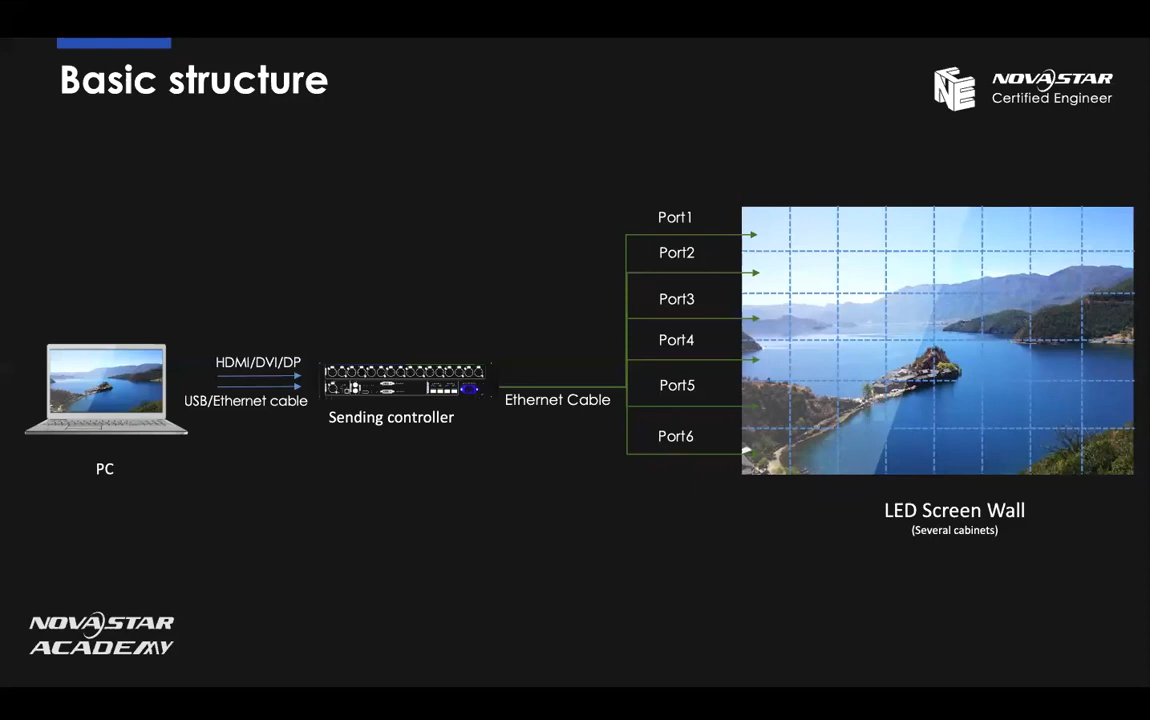 Basic structure
NOVASTAR
Certified Engineer
Port1
Port2
Port3
Port4
Port5
Port6
HDMI/DVI/DP
USB/Ethernet cable
Sending controller
Ethernet Cable
PC
LED Screen Wall
(Several cabinets)
NOVASTAR
ACADEMY